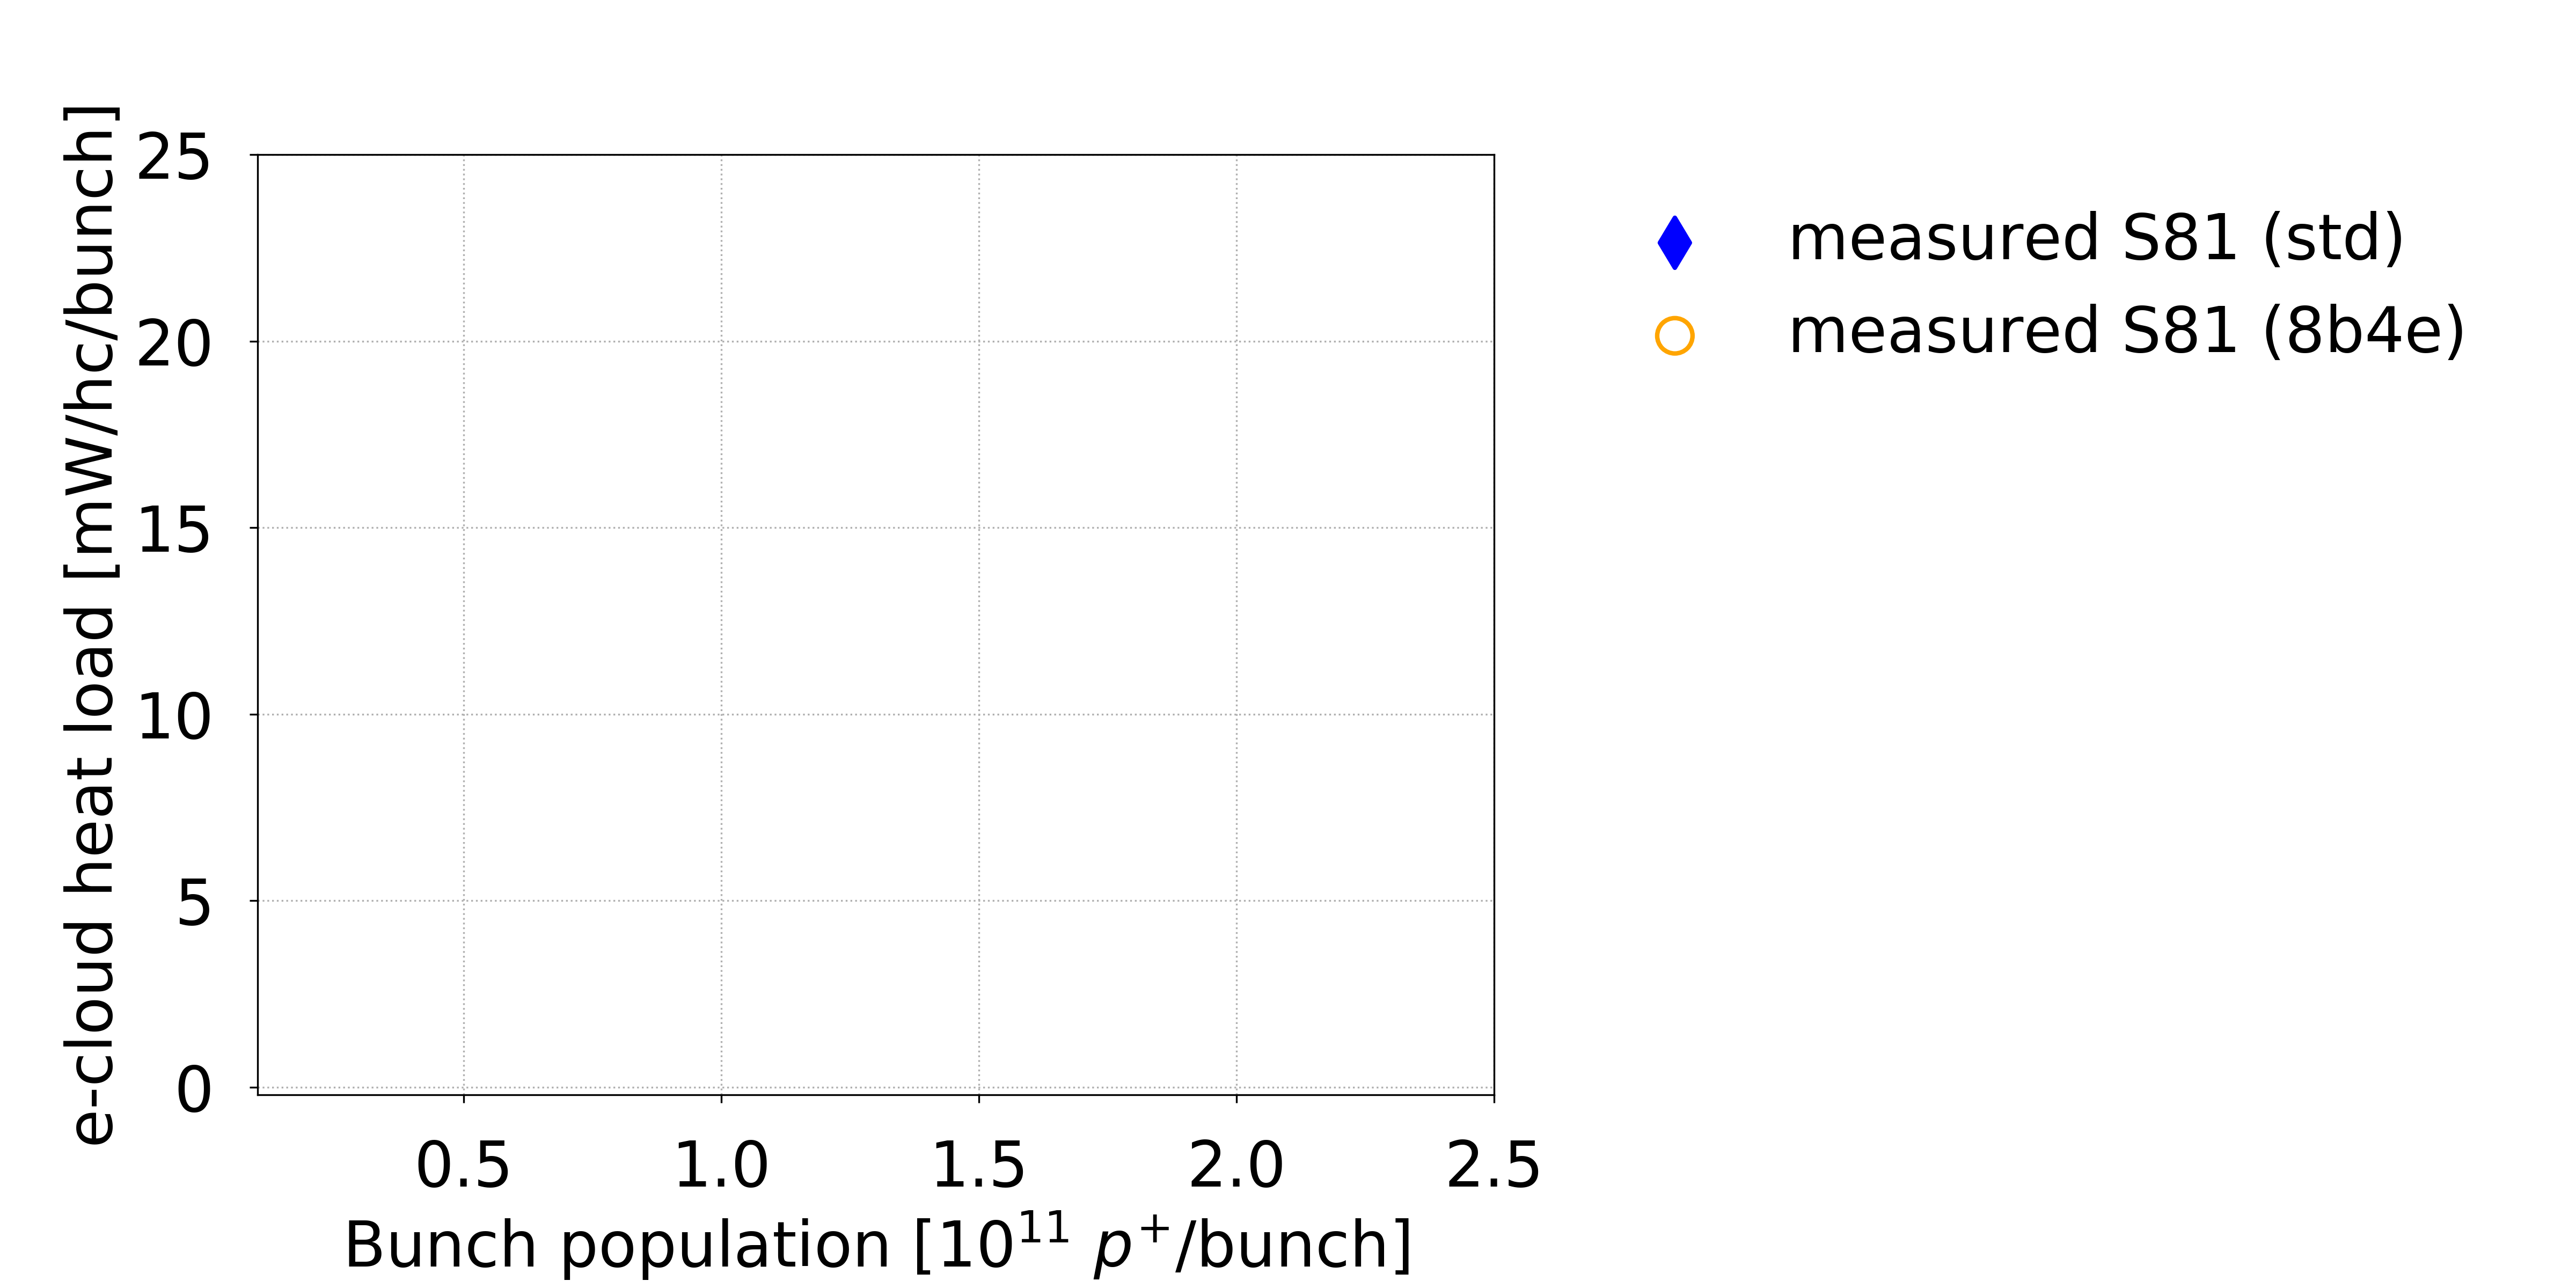 e-cloud heat load [mW/hc/bunch]
25
20
15
10
5
0
0.5 1.0 1.5 2.0 2.5
Bunch population [10¹¹ p⁺/bunch]
measured S81 (std)
measured S81 (8b4e)